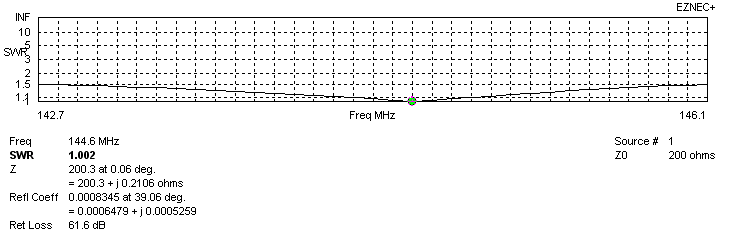 EZNEC+
INF
10
5
SWR
3
2
1.5
1.1
142.7 Freq MHz 146.1
Freq 144.6 MHz Source # 1
SWR 1.002 Z0 200 ohms
Z 200.3 at 0.06 deg.
= 200.3 + j 0.2106 ohms
Refl Coeff 0.0008345 at 39.06 deg.
= 0.0006479 + j 0.0005259
Ret Loss 61.6 dB